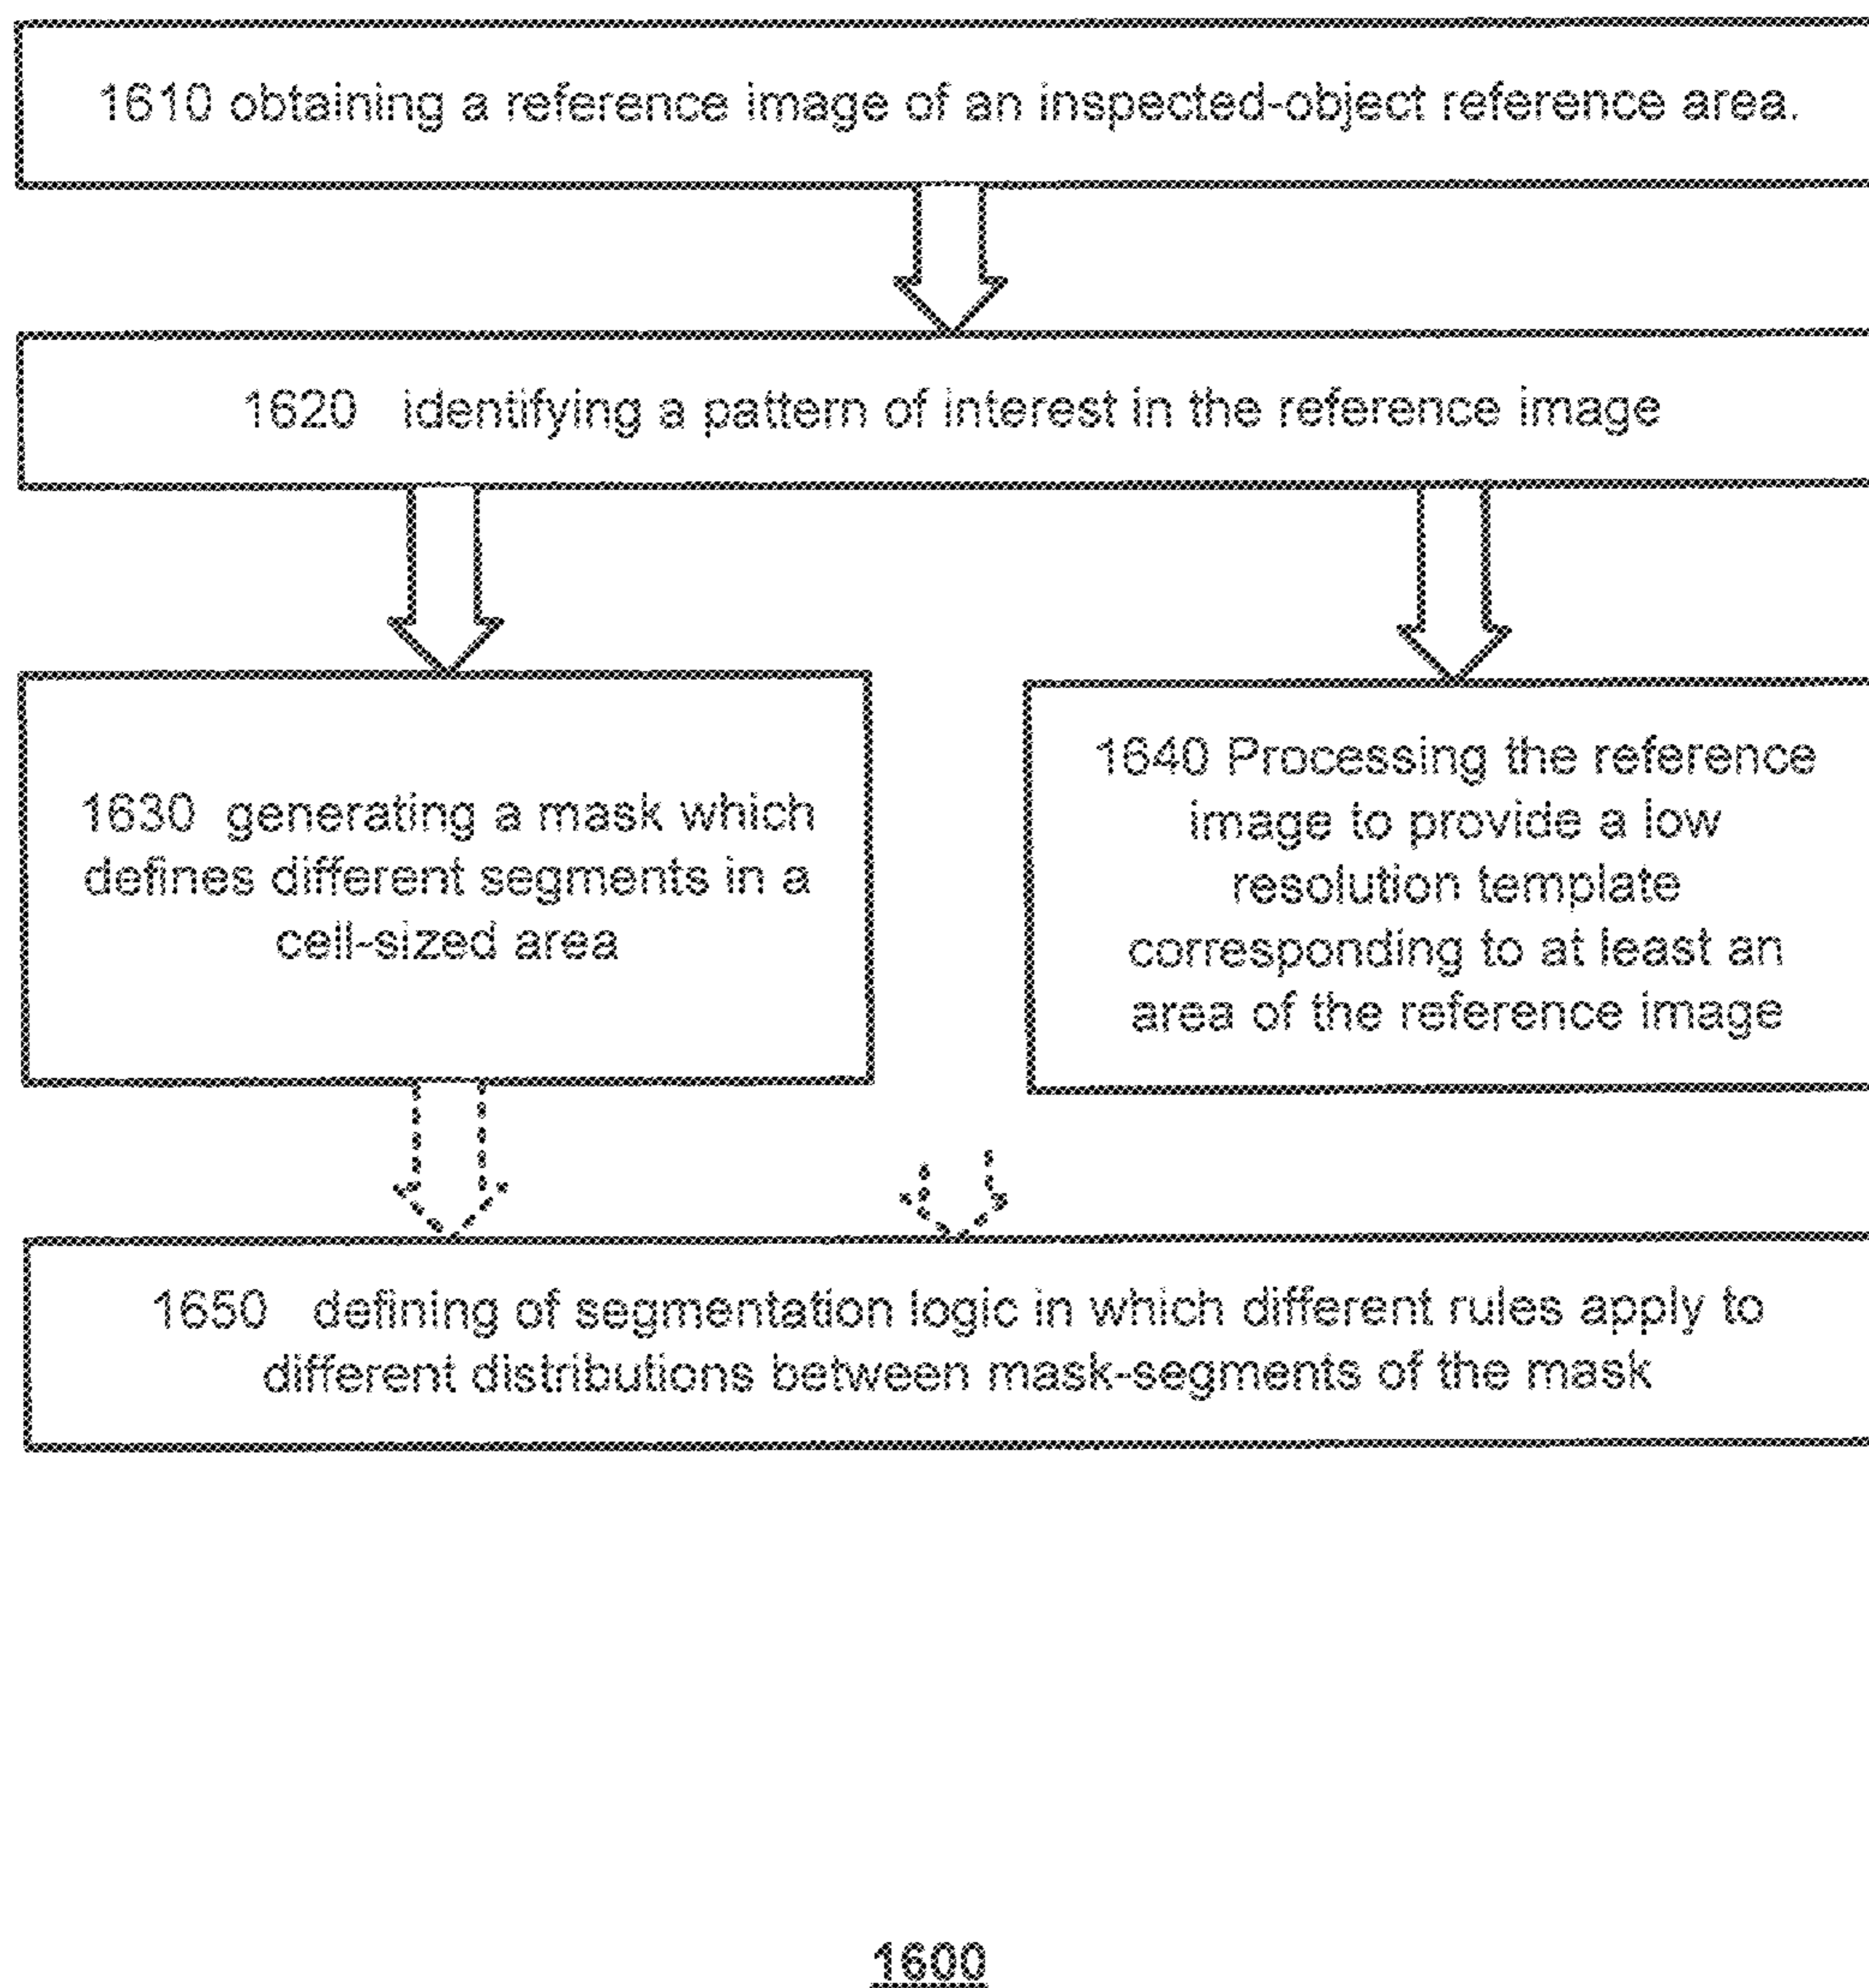 1610 obtaining a reference image of an inspected-object reference area.
1620 identifying a pattern of interest in the reference image
1630 generating a mask which
defines different segments in a
cell-sized area
1640 Processing the reference
image to provide a low
resolution template
corresponding to at least an
area of the reference image
1650 defining of segmentation logic in which different rules apply to
different distributions between mask-segments of the mask
1600